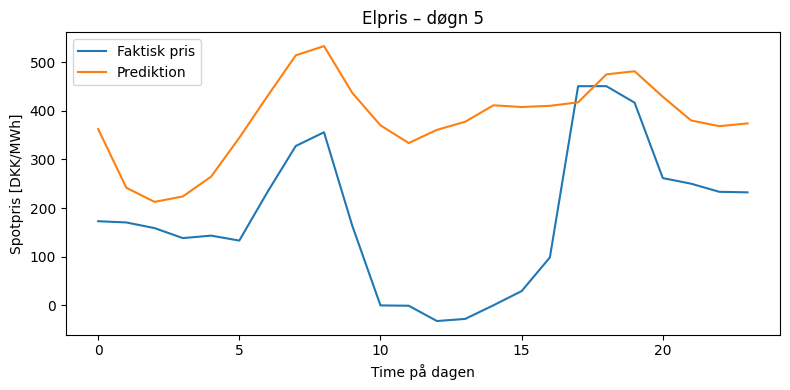 Elpris – døgn 5
Faktisk pris
Prediktion
Spotpris [DKK/MWh]
500
400
300
200
100
0
0
5
10
15
20
Time på dagen